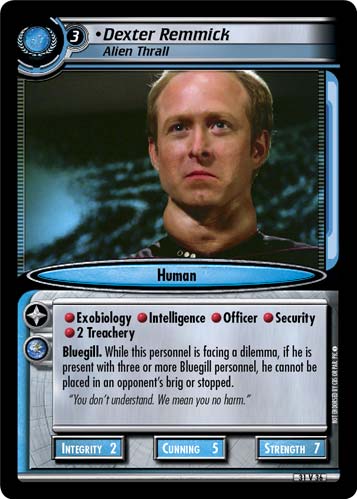 3 •Dexter Remmick
Alien Thrall
Human
Exobiology Intelligence Officer Security
2 Treachery
Bluegill. While this personnel is facing a dilemma, if he is
present with three or more Bluegill personnel, he cannot be
placed in an opponent's brig or stopped.
"You don't understand. We mean you no harm."
INTEGRITY 2 CUNNING 5 STRENGTH 7
31 V 36